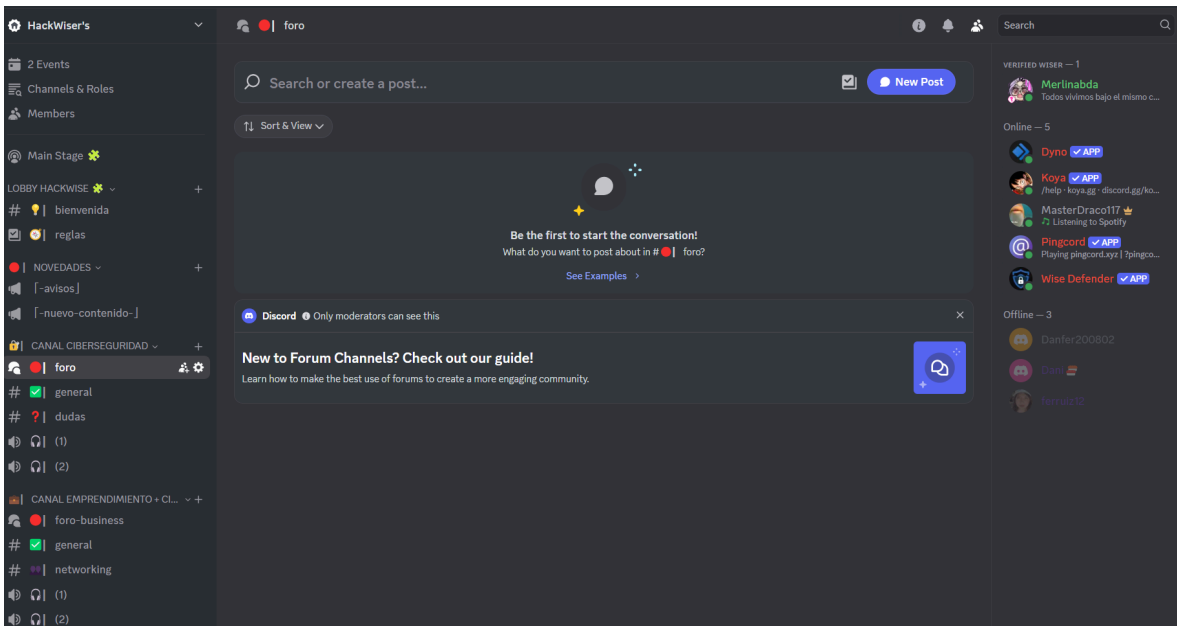 HackWiser's
2 Events
Channels & Roles
Members
Main Stage
LOBBY HACKWISE
bienvenida
reglas
NOVEDADES
⌈-avisos⌋
⌈-nuevo-contenido-⌋
CANAL CIBERSEGURIDAD
foro
general
dudas
(1)
(2)
CANAL EMPRENDIMIENTO + CI...
foro-business
general
networking
(1)
(2)
foro
Search or create a post...
New Post
Sort & View
Be the first to start the conversation!
What do you want to post about in # | foro?
See Examples
Discord Only moderators can see this
New to Forum Channels? Check out our guide!
Learn how to make the best use of forums to create a more engaging community.
Search
VERIFIED WISER — 1
Merlinabda
Todos vivimos bajo el mismo c...
Online — 5
Dyno APP
Koya APP
/help · koya.gg · discord.gg/ko...
MasterDraco117
Listening to Spotify
Pingcord APP
Playing pingcord.xyz | ?pingco...
Wise Defender APP
Offline — 3
Danfer200802